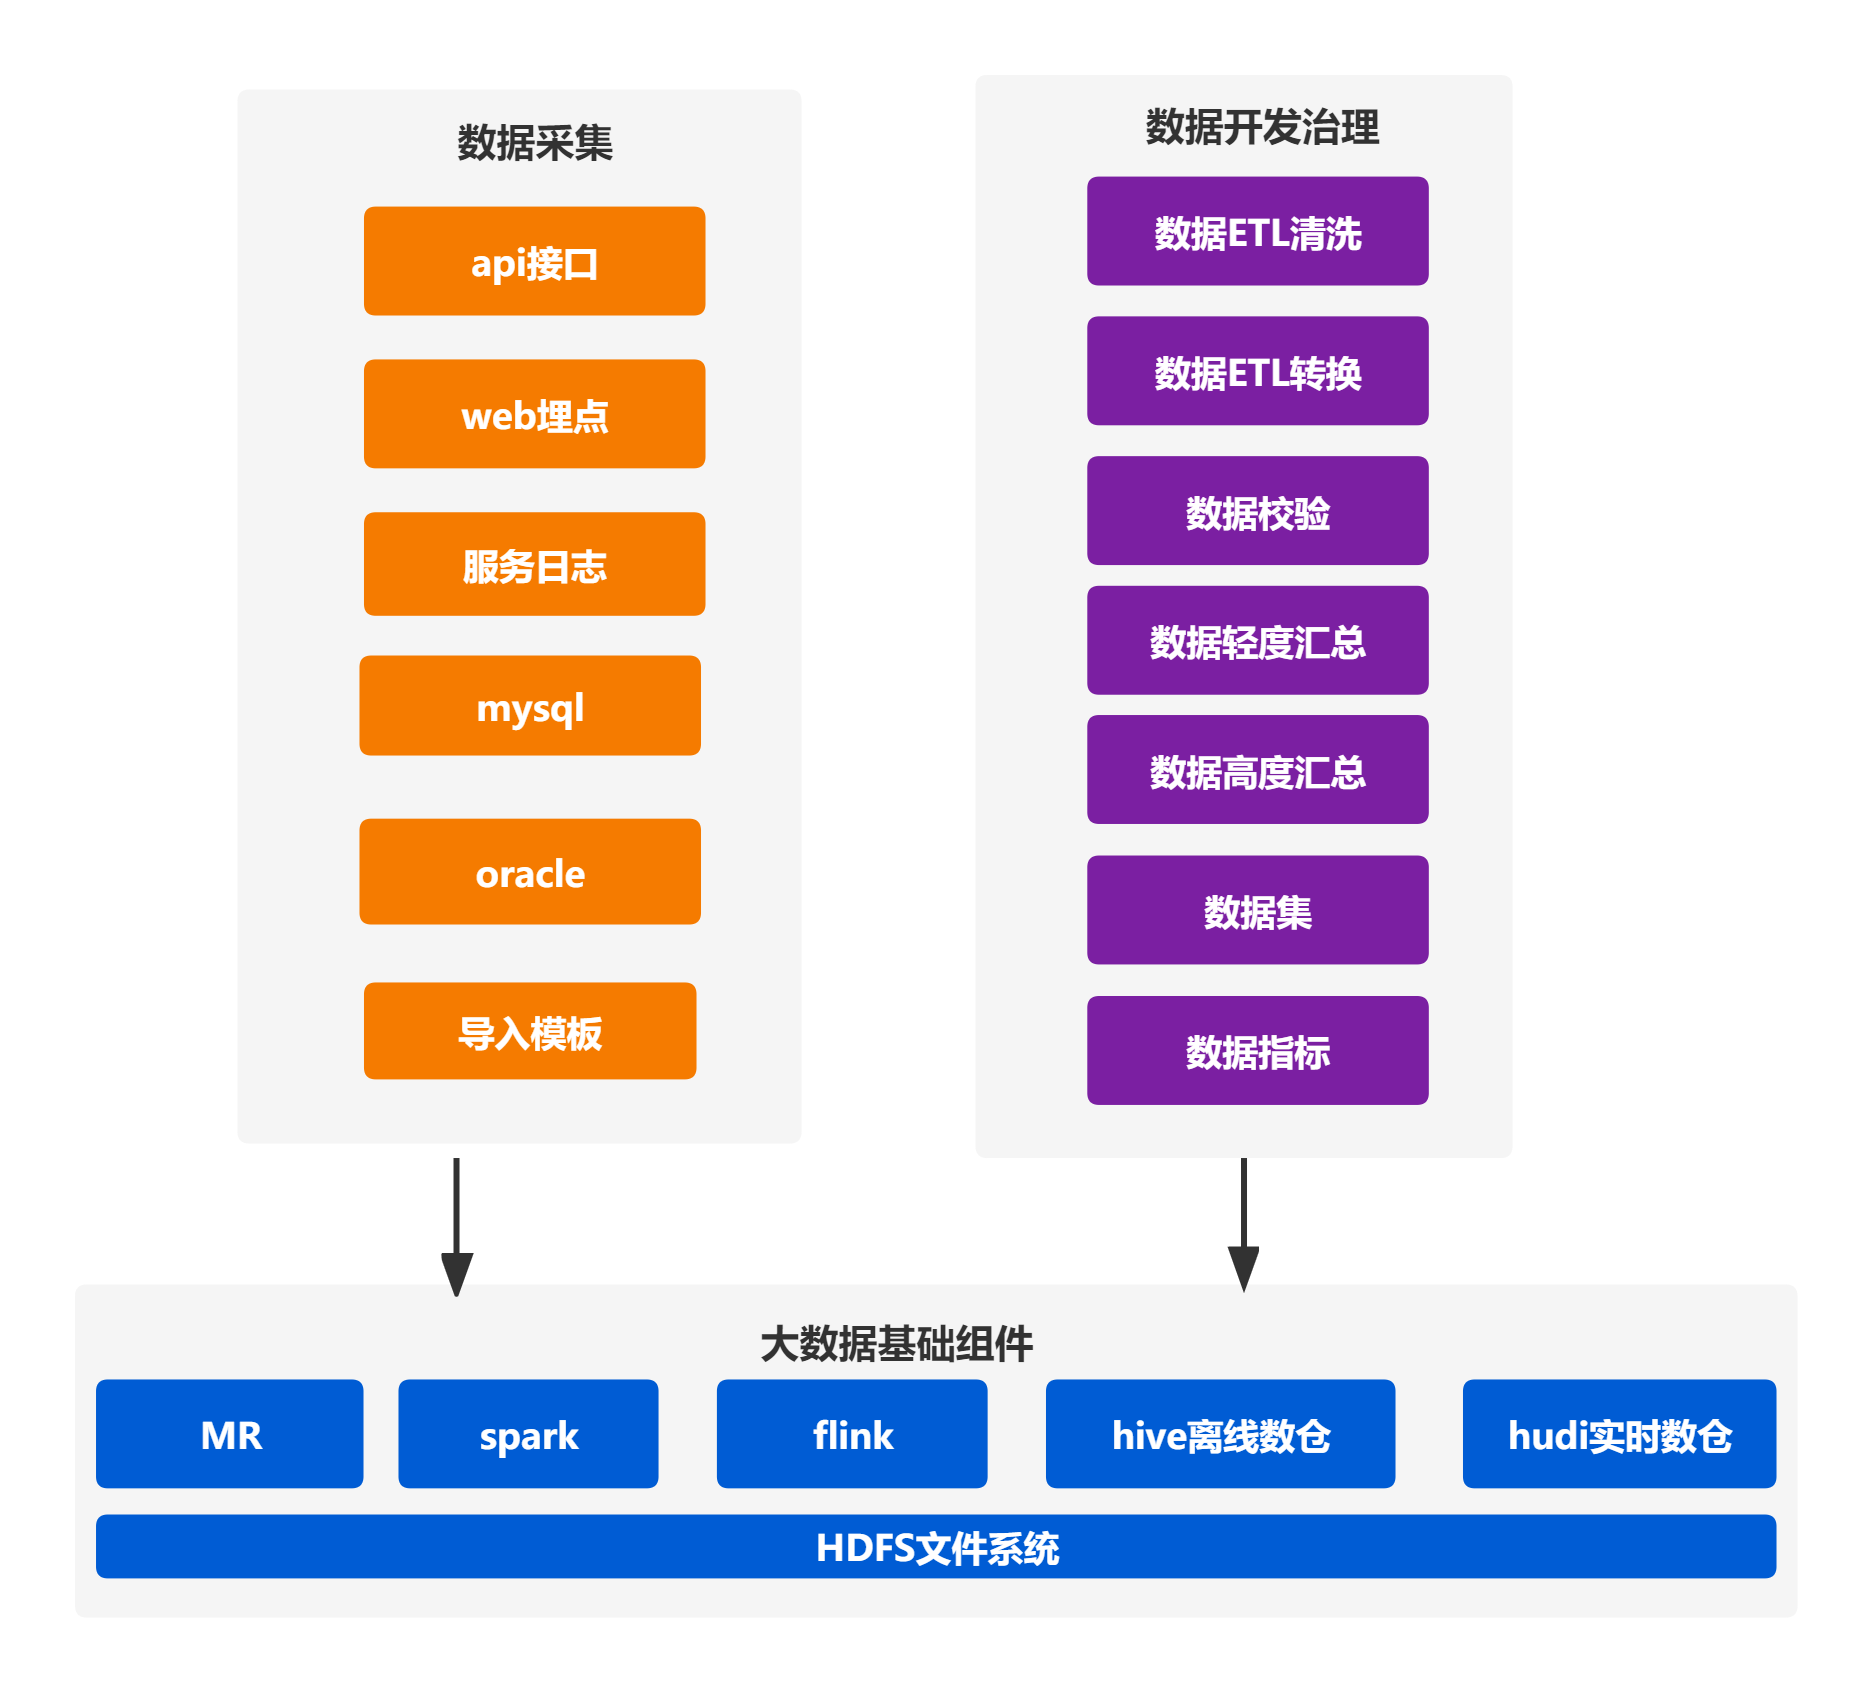 数据采集
api接口
web埋点
服务日志
mysql
oracle
导入模板
数据开发治理
数据ETL清洗
数据ETL转换
数据校验
数据轻度汇总
数据高度汇总
数据集
数据指标
大数据基础组件
MR
spark
flink
hive离线数仓
hudi实时数仓
HDFS文件系统